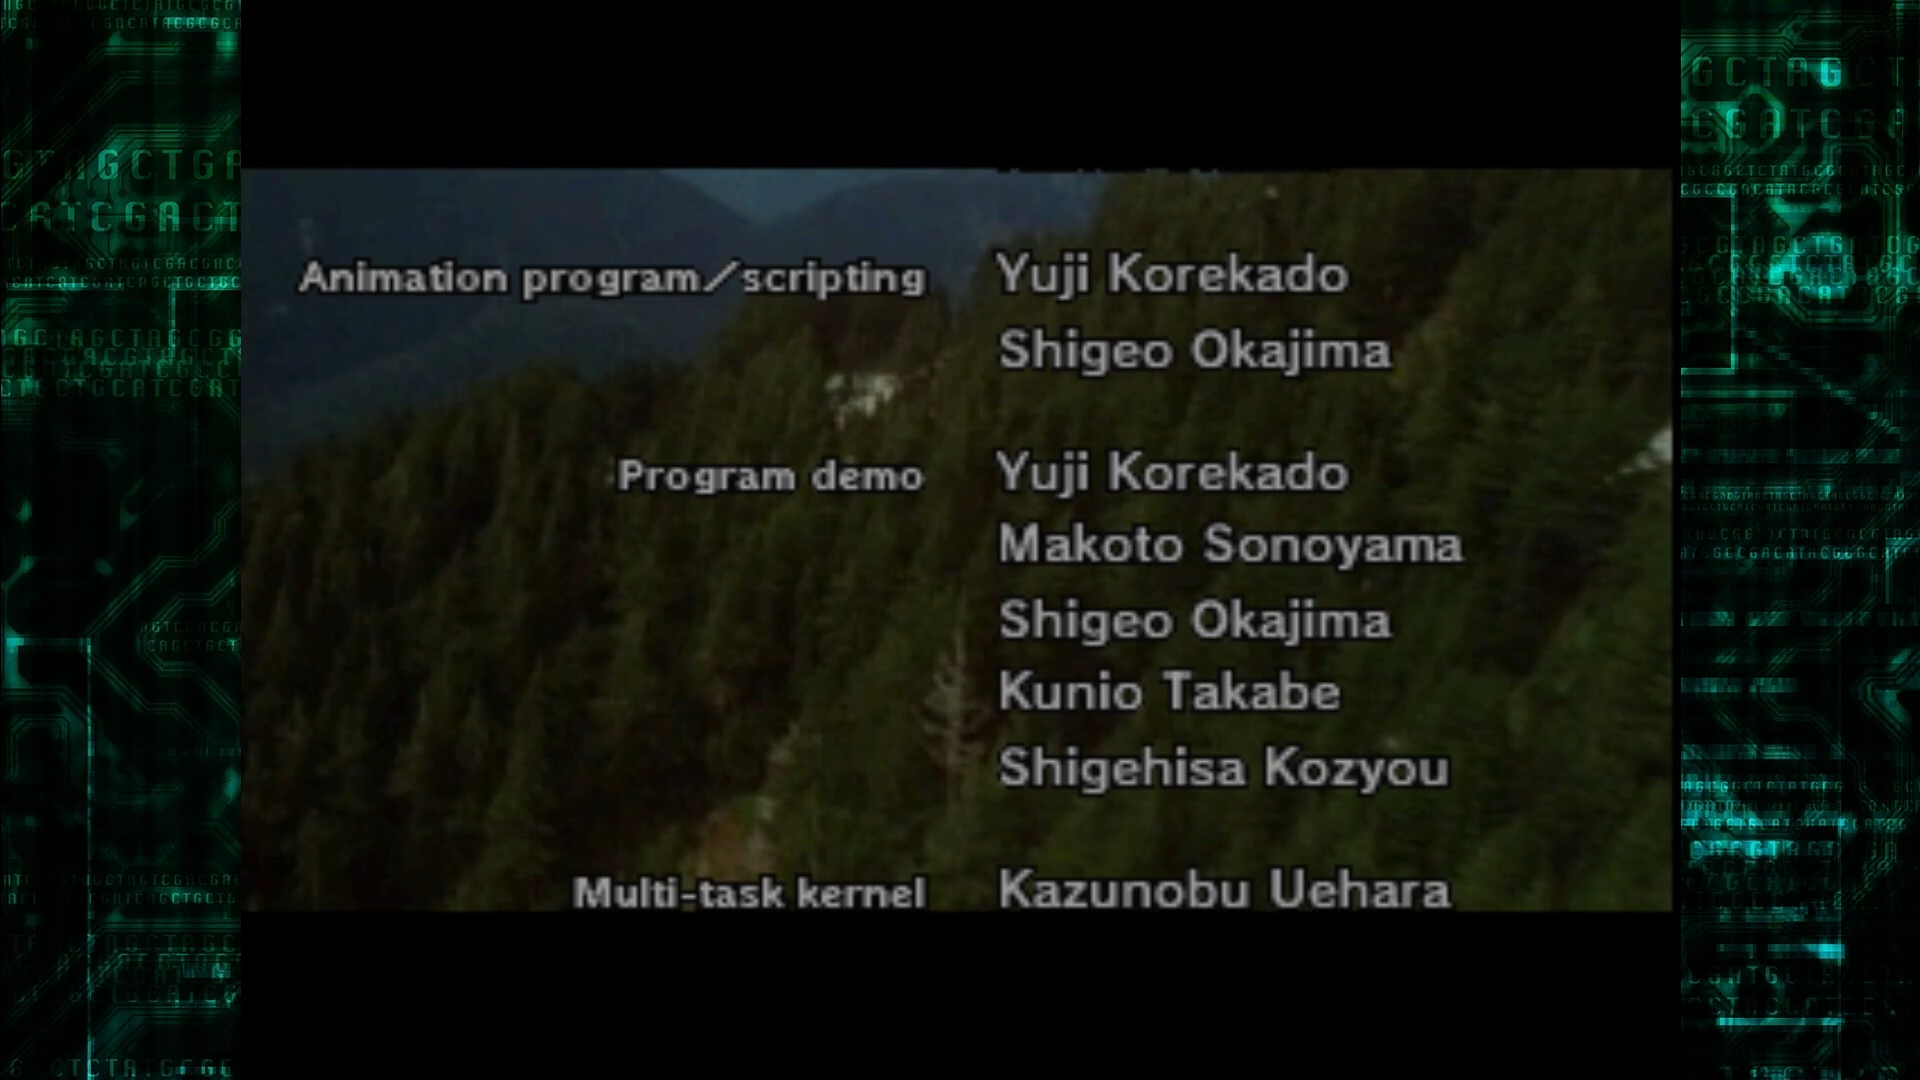 Animation program/scripting Yuji Korekado
Shigeo Okajima
Program demo Yuji Korekado
Makoto Sonoyama
Shigeo Okajima
Kunio Takabe
Shigehisa Kozyou
Multi-task kernel Kazunobu Uehara